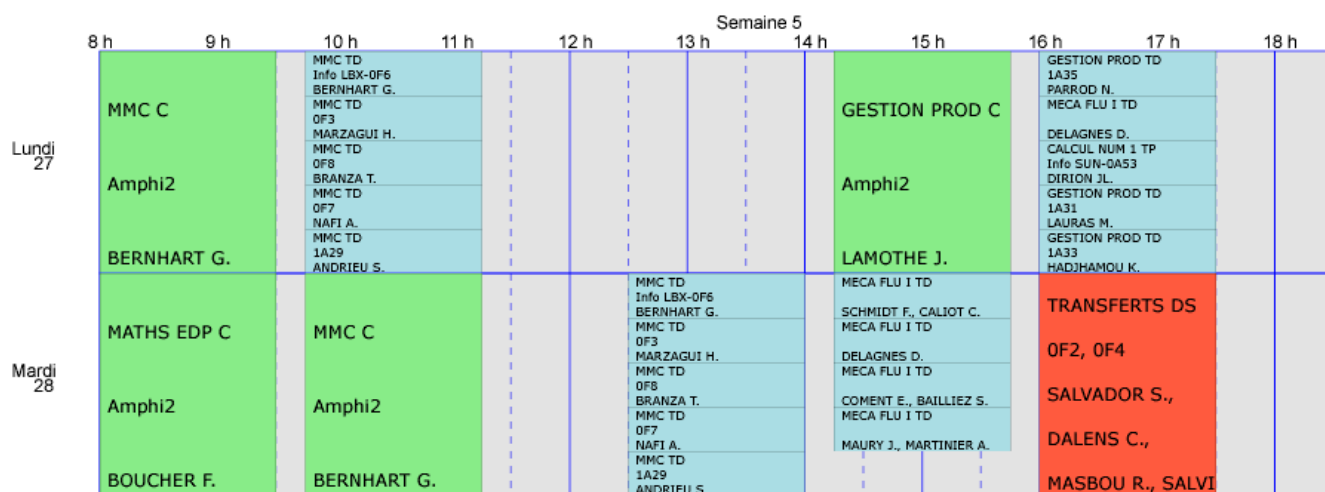 Semaine 5
8 h 9 h 10 h 11 h 12 h 13 h 14 h 15 h 16 h 17 h 18 h
Lundi
27
MMC C
Amphi2
BERNHART G.
MMC TD
Info LBX-0F6
BERNHART G.
MMC TD
0F3
MARZAGUI H.
MMC TD
0F8
BRANZA T.
MMC TD
0F7
NAFI A.
MMC TD
1A29
ANDRIEU S.
GESTION PROD C
Amphi2
LAMOTHE J.
GESTION PROD TD
1A35
PARROD N.
MECA FLU I TD
DELAGNES D.
CALCUL NUM 1 TP
Info SUN-0A53
DIRION JL.
GESTION PROD TD
1A31
LAURAS M.
GESTION PROD TD
1A33
HADJHAMOU K.
Mardi
28
MATHS EDP C
Amphi2
BOUCHER F.
MMC C
Amphi2
BERNHART G.
MMC TD
Info LBX-0F6
BERNHART G.
MMC TD
0F3
MARZAGUI H.
MMC TD
0F8
BRANZA T.
MMC TD
0F7
NAFI A.
MMC TD
1A29
ANDRIEU S.
MECA FLU I TD
SCHMIDT F., CALIOT C.
MECA FLU I TD
DELAGNES D.
MECA FLU I TD
COMENT E., BAILLIEZ S.
MECA FLU I TD
MAURY J., MARTINIER A.
TRANSFERTS DS
0F2, 0F4
SALVADOR S.,
DALENS C.,
MASBOU R., SALVI